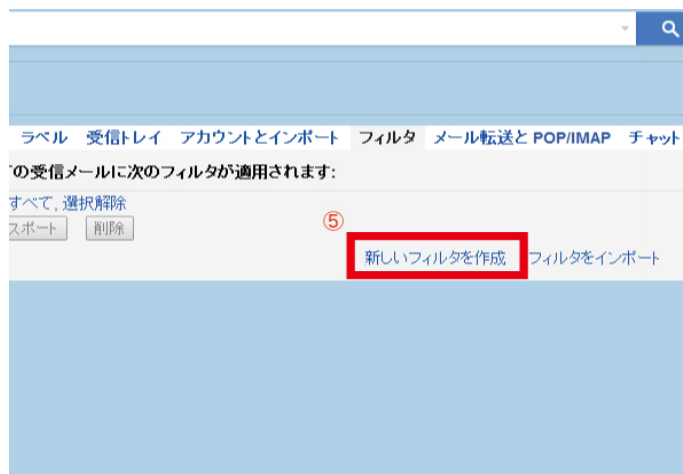 ラベル 受信トレイ アカウントとインポート フィルタ メール転送と POP/IMAP チャット
の受信メールに次のフィルタが適用されます:
すべて, 選択解除
スポート 削除
⑤
新しいフィルタを作成 フィルタをインポート